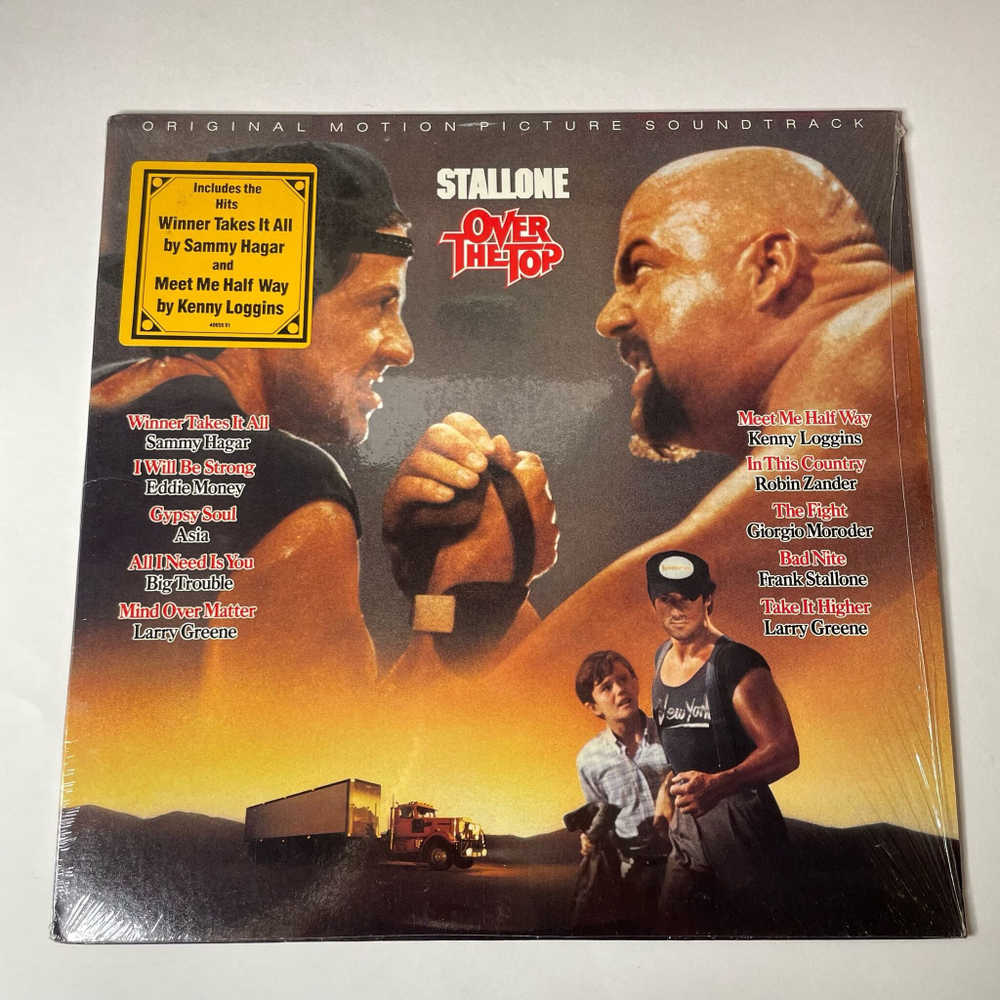 ORIGINAL MOTION PICTURE SOUNDTRACK
STALLONE
OVER
THE TOP
Includes the
Hits
Winner Takes It All
by Sammy Hagar
and
Meet Me Half Way
by Kenny Loggins
40655 S1
Winner Takes It All
Sammy Hagar
I Will Be Strong
Eddie Money
Gypsy Soul
Asia
All I Need Is You
Big Trouble
Mind Over Matter
Larry Greene
Meet Me Half Way
Kenny Loggins
In This Country
Robin Zander
The Fight
Giorgio Moroder
Bad Nite
Frank Stallone
Take It Higher
Larry Greene
New York